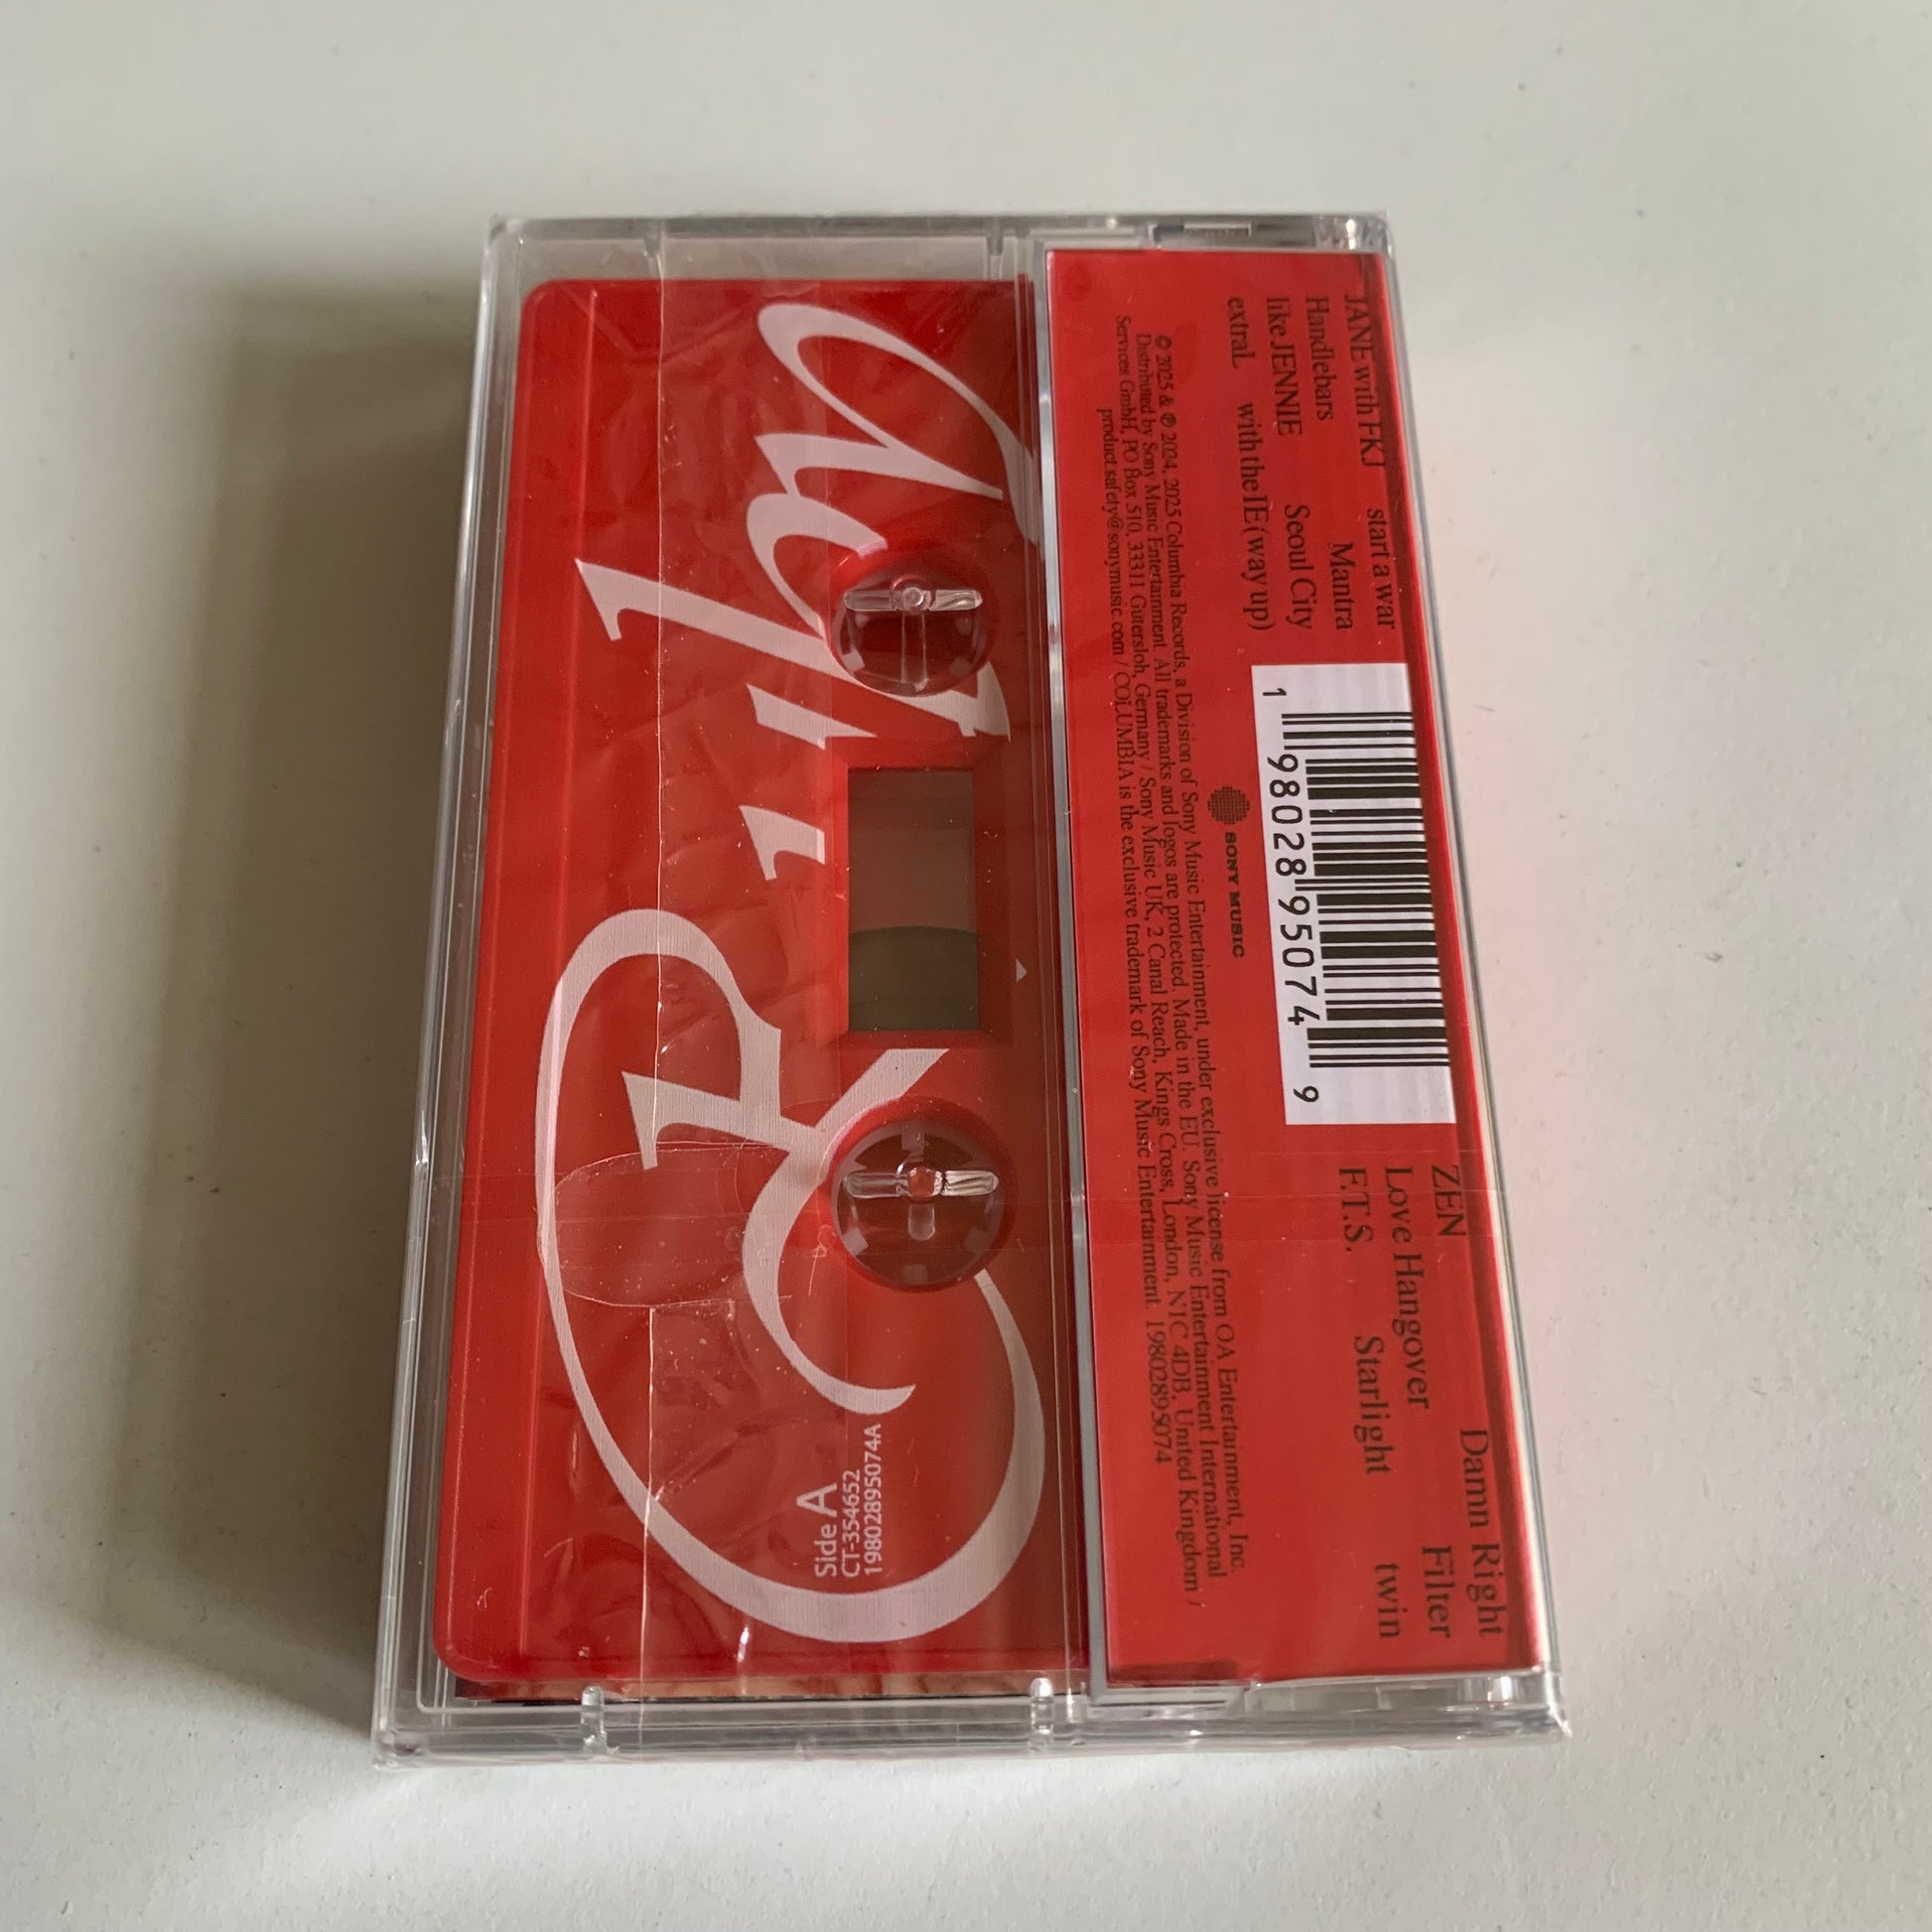 Ruby
Side A
CT-354652
19802895074A
JANE with FKJ start a war
Handlebars Mantra
like JENNIE Seoul City
extraL with the IE (way up)
1 98028 95074 9
ZEN Damn Right
Love Hangover Filter
F.T.S. Starlight twin
SONY MUSIC
© 2025 & ℗ 2024, 2025 Columbia Records, a Division of Sony Music Entertainment, under exclusive license from OA Entertainment, Inc.
Distributed by Sony Music Entertainment. All trademarks and logos are protected. Made in the EU. Sony Music Entertainment International
Services GmbH, PO Box 510, 33311 Gütersloh, Germany / Sony Music UK, 2 Canal Reach, Kings Cross, London, N1C 4DB, United Kingdom /
product.safety@sonymusic.com / COLUMBIA is the exclusive trademark of Sony Music Entertainment. 19802895074